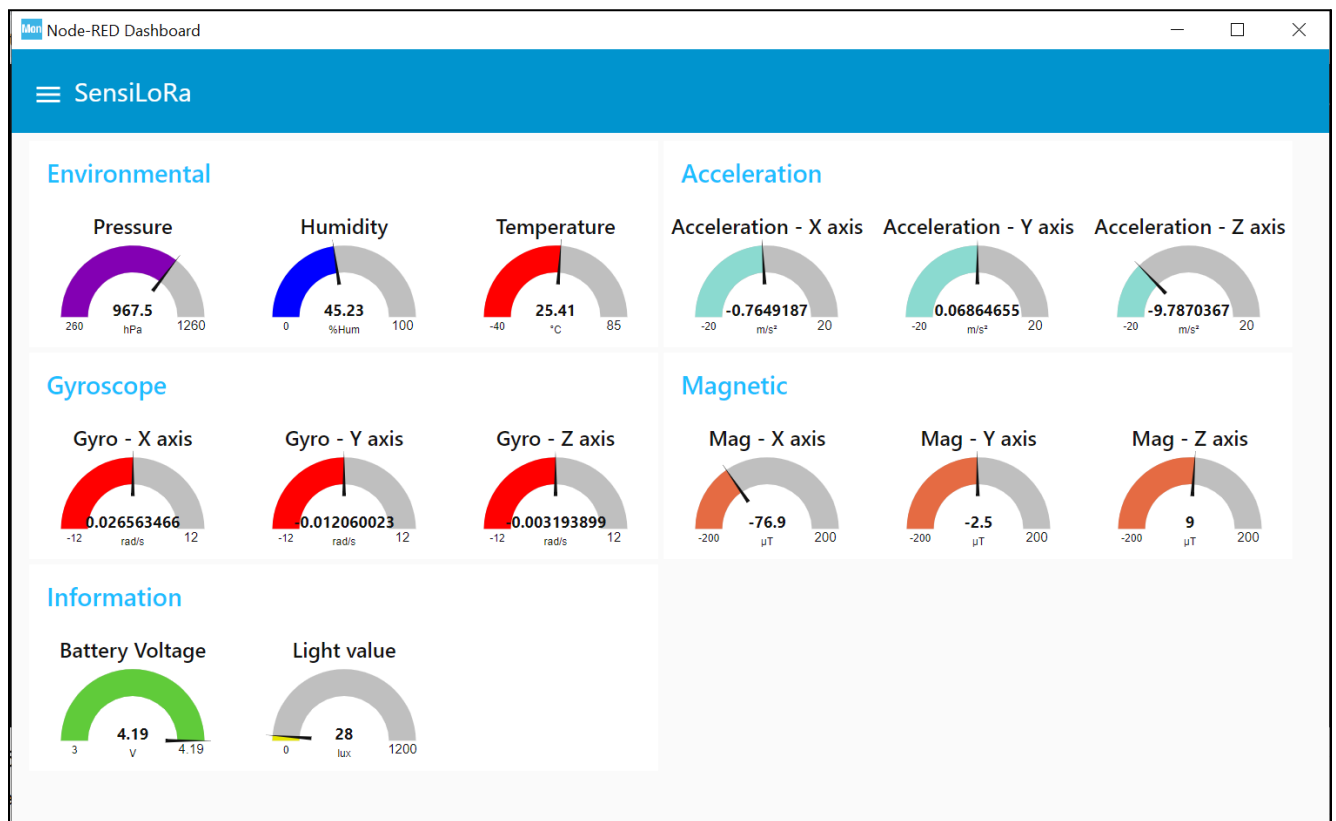 Mon Node-RED Dashboard
SensiLoRa
Environmental
Pressure
967.5
hPa
260
1260
Humidity
45.23
%Hum
0
100
Temperature
25.41
°C
-40
85
Acceleration
Acceleration - X axis
-0.7649187
m/s²
-20
20
Acceleration - Y axis
0.06864655
m/s²
-20
20
Acceleration - Z axis
-9.7870367
m/s²
-20
20
Gyroscope
Gyro - X axis
0.026563466
rad/s
-12
12
Gyro - Y axis
-0.012060023
rad/s
-12
12
Gyro - Z axis
-0.003193899
rad/s
-12
12
Magnetic
Mag - X axis
-76.9
µT
-200
200
Mag - Y axis
-2.5
µT
-200
200
Mag - Z axis
9
µT
-200
200
Information
Battery Voltage
4.19
V
3
4.19
Light value
28
lux
0
1200